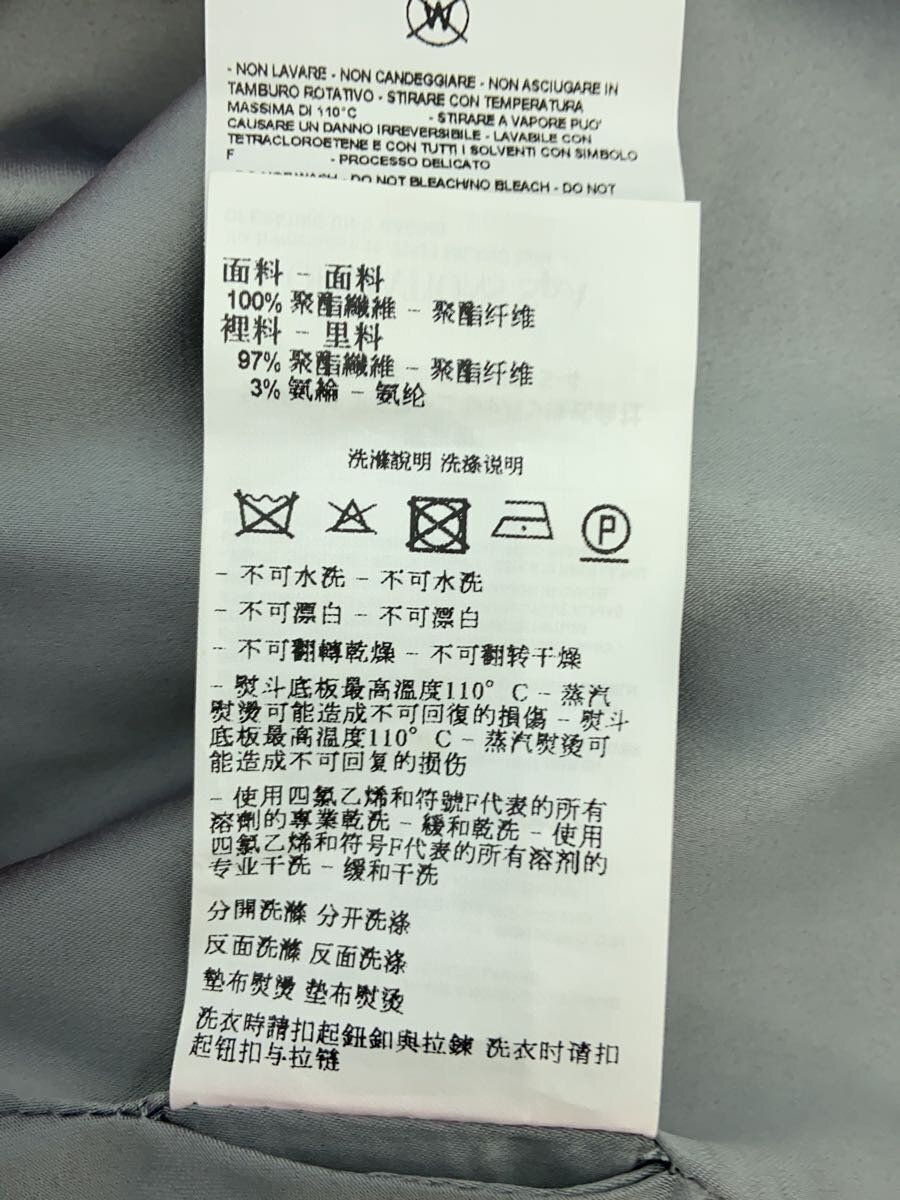 - NON LAVARE - NON CANDEGGIARE - NON ASCIUGARE IN
TAMBURO ROTATIVO - STIRARE CON TEMPERATURA
MASSIMA DI 110°C - STIRARE A VAPORE PUO'
CAUSARE UN DANNO IRREVERSIBILE - LAVABILE CON
TETRACLOROETENE E CON TUTTI I SOLVENTI CON SIMBOLO
F - PROCESSO DELICATO
WASH - DO NOT BLEACH/NO BLEACH - DO NOT
面料 - 面料
100% 聚酯纖維 - 聚酯纤维
裡料 - 里料
97% 聚酯纖維 - 聚酯纤维
3% 氨綸 - 氨纶
洗滌說明 洗涤说明
P
- 不可水洗 - 不可水洗
- 不可漂白 - 不可漂白
- 不可翻轉乾燥 - 不可翻转干燥
- 熨斗底板最高溫度110° C - 蒸汽
熨燙可能造成不可回復的損傷 - 熨斗
底板最高温度110° C - 蒸汽熨烫可
能造成不可回复的损伤
- 使用四氯乙烯和符號F代表的所有
溶劑的專業乾洗 - 緩和乾洗 - 使用
四氯乙烯和符号F代表的所有溶剂的
专业干洗 - 缓和干洗
分開洗滌 分开洗涤
反面洗滌 反面洗涤
墊布熨燙 垫布熨烫
洗衣時請扣起鈕釦與拉鍊 洗衣时请扣
起钮扣与拉链